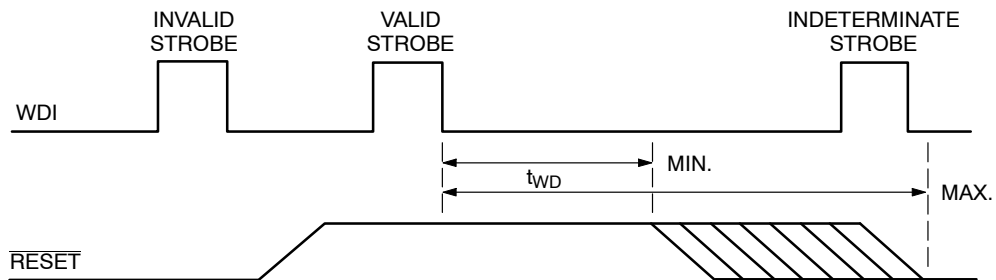 INVALID
STROBE
VALID
STROBE
INDETERMINATE
STROBE
WDI
MIN.
tWD
MAX.
RESET